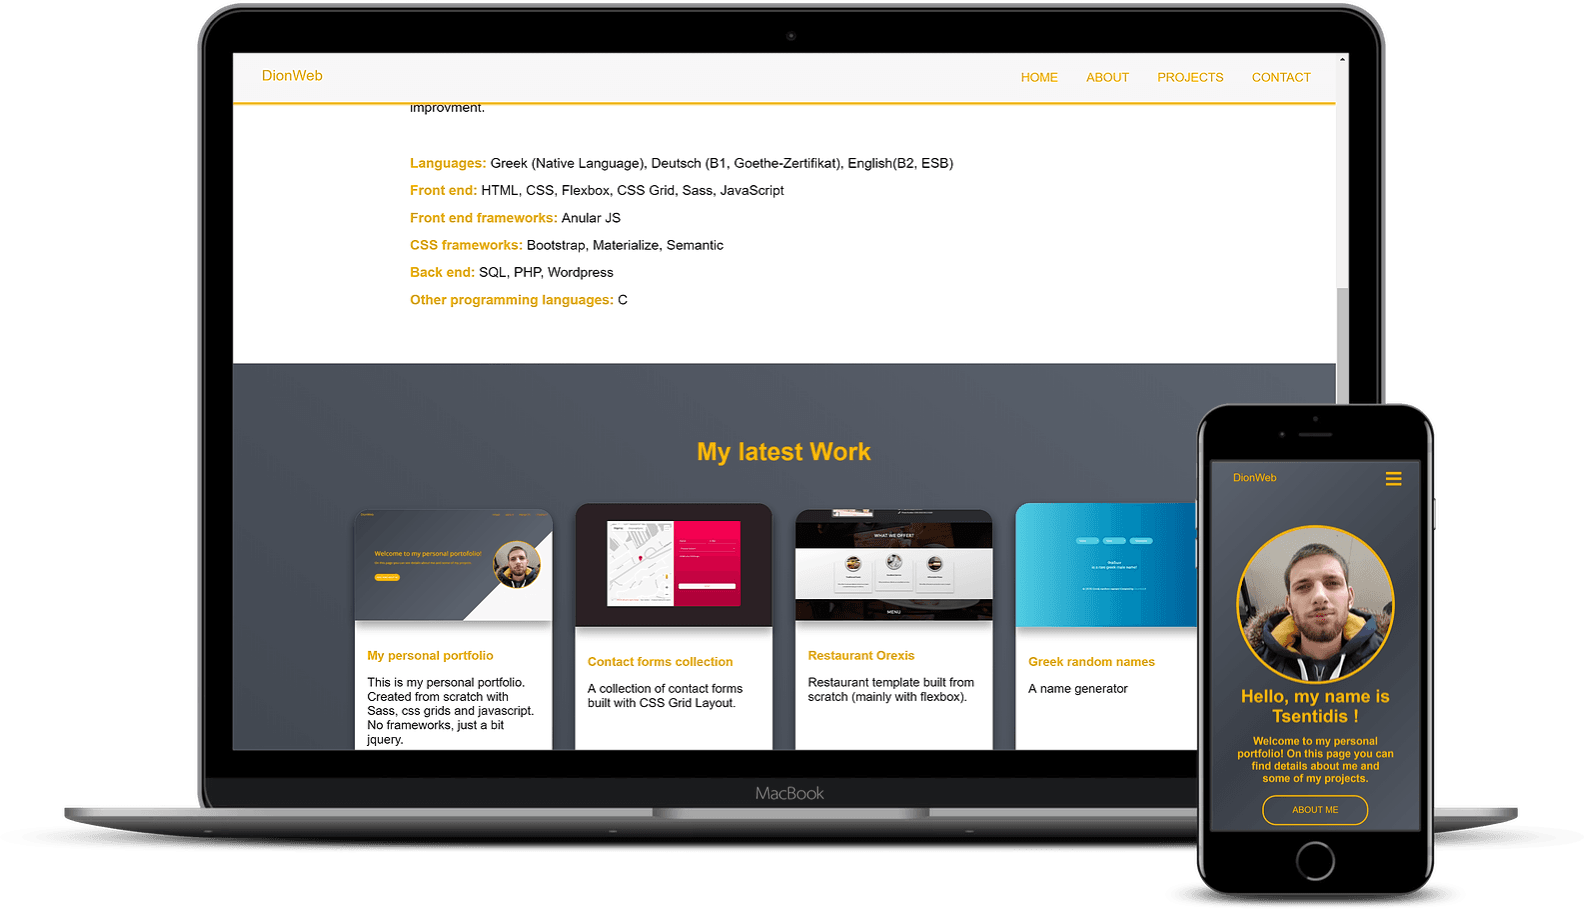 DionWeb
HOME ABOUT PROJECTS CONTACT
improvment.
Languages: Greek (Native Language), Deutsch (B1, Goethe-Zertifikat), English(B2, ESB)
Front end: HTML, CSS, Flexbox, CSS Grid, Sass, JavaScript
Front end frameworks: Anular JS
CSS frameworks: Bootstrap, Materialize, Semantic
Back end: SQL, PHP, Wordpress
Other programming languages: C
My latest Work
Welcome to my personal portofolio!
WHAT WE OFFER?
MENU
My personal portfolio
This is my personal portfolio.
Created from scratch with
Sass, css grids and javascript.
No frameworks, just a bit
jquery.
Contact forms collection
A collection of contact forms
built with CSS Grid Layout.
Restaurant Orexis
Restaurant template built from
scratch (mainly with flexbox).
Greek random names
A name generator
MacBook
DionWeb
Hello, my name is
Tsentidis !
Welcome to my personal
portfolio! On this page you can
find details about me and
some of my projects.
ABOUT ME